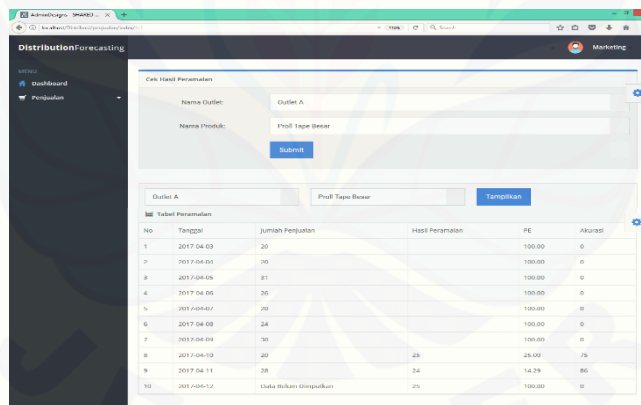 AdminDesigns - SHARED ...
110%
Search
DistributionForecasting
Marketing
MENU
Dashboard
Penjualan
Cek Hasil Peramalan
Nama Outlet:
Outlet A
Nama Produk:
Proll Tape Besar
Submit
Outlet A
Proll Tape Besar
Tampilkan
Tabel Peramalan
No Tanggal Jumlah Penjualan Hasil Peramalan PE Akurasi
1 2017-04-03 20 100.00 0
2 2017-04-04 20 100.00 0
3 2017-04-05 31 100.00 0
4 2017-04-06 26 100.00 0
5 2017-04-07 20 100.00 0
6 2017-04-08 24 100.00 0
7 2017-04-09 30 100.00 0
8 2017-04-10 20 25 25.00 75
9 2017-04-11 28 24 14.29 86
10 2017-04-12 Data Belum Diinputkan 25 100.00 0